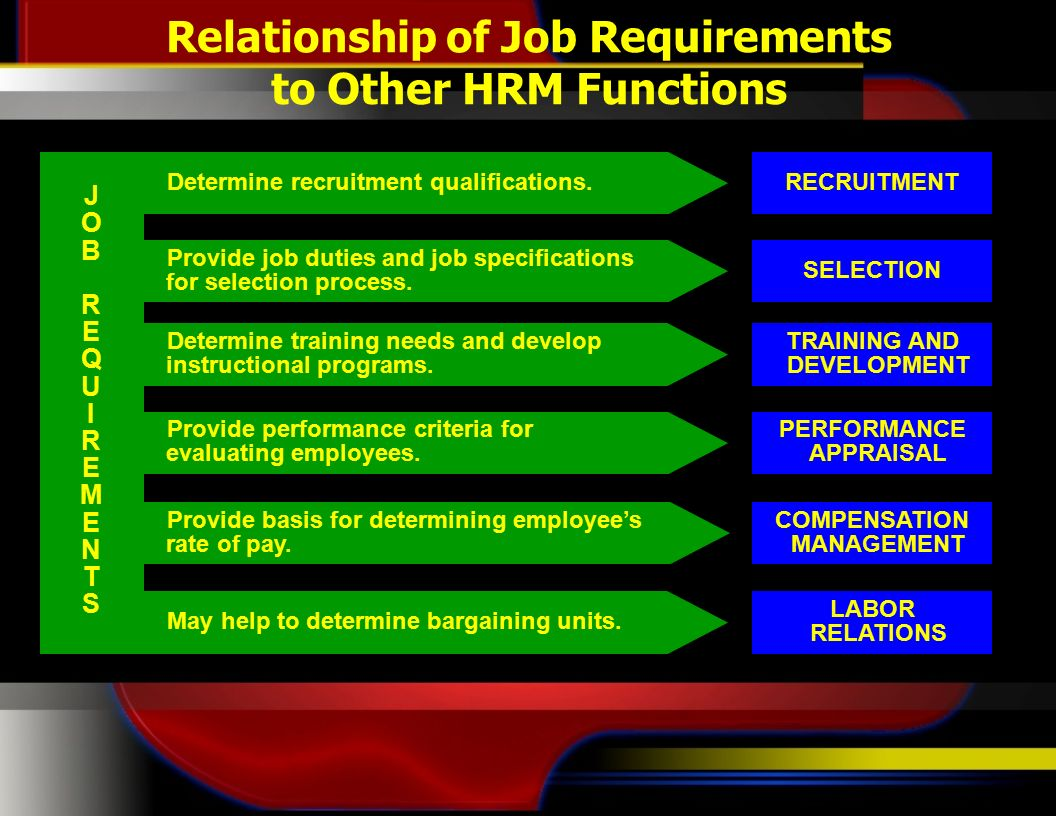 Relationship of Job Requirements
to Other HRM Functions
JOB REQUIREMENTS
Determine recruitment qualifications.
RECRUITMENT
Provide job duties and job specifications
for selection process.
SELECTION
Determine training needs and develop
instructional programs.
TRAINING AND
DEVELOPMENT
Provide performance criteria for
evaluating employees.
PERFORMANCE
APPRAISAL
Provide basis for determining employee’s
rate of pay.
COMPENSATION
MANAGEMENT
May help to determine bargaining units.
LABOR
RELATIONS